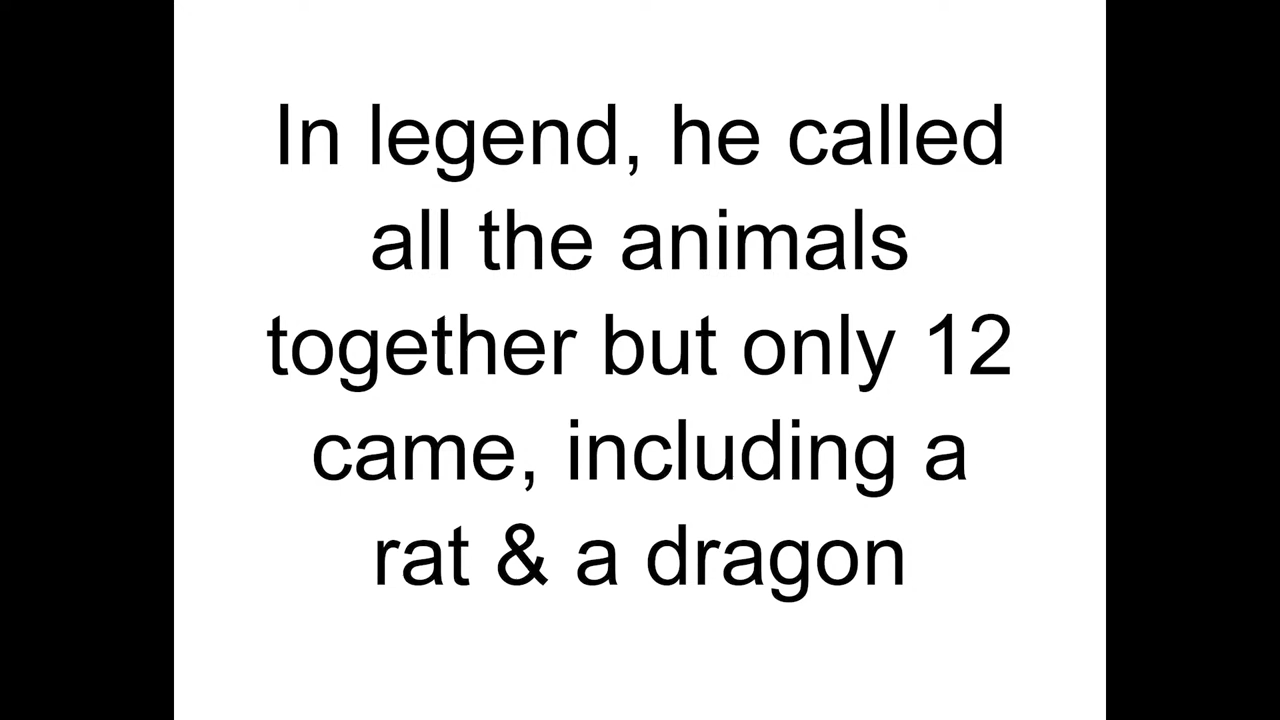 In legend, he called
all the animals
together but only 12
came, including a
rat & a dragon